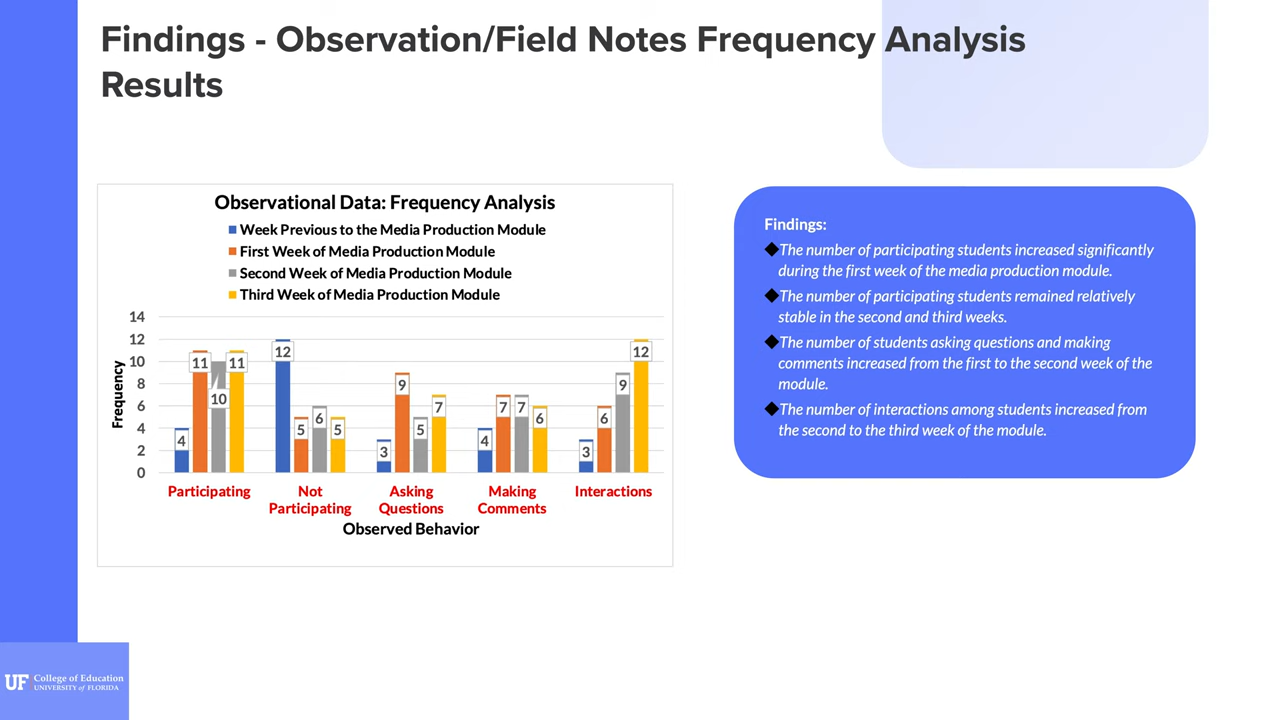 Findings - Observation/Field Notes Frequency Analysis
Results
Observational Data: Frequency Analysis
Week Previous to the Media Production Module
First Week of Media Production Module
Second Week of Media Production Module
Third Week of Media Production Module
14
12
10
8
6
4
2
0
Frequency
4
11
10
11
12
5
6
5
3
9
5
7
4
7
7
6
3
6
9
12
Participating
Not
Participating
Asking
Questions
Making
Comments
Interactions
Observed Behavior
Findings:
The number of participating students increased significantly
during the first week of the media production module.
The number of participating students remained relatively
stable in the second and third weeks.
The number of students asking questions and making
comments increased from the first to the second week of the
module.
The number of interactions among students increased from
the second to the third week of the module.
UF College of Education
UNIVERSITY of FLORIDA